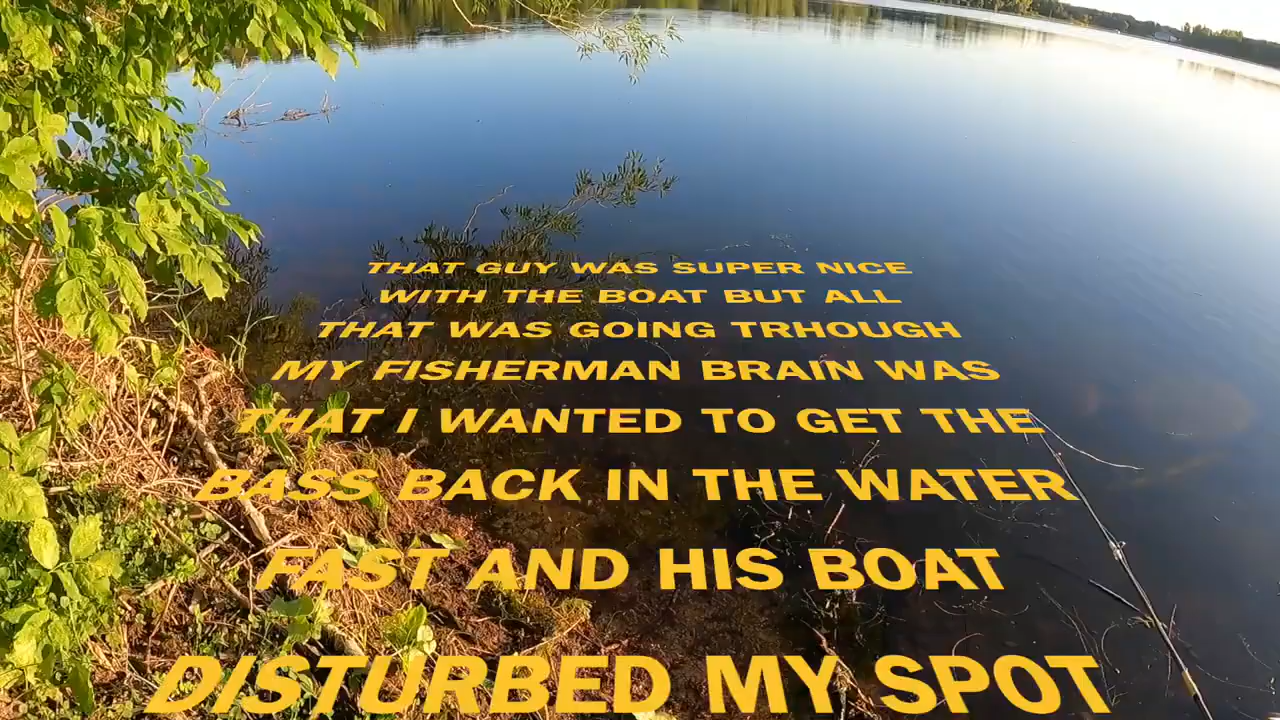 THAT GUY WAS SUPER NICE
WITH THE BOAT BUT ALL
THAT WAS GOING TRHOUGH
MY FISHERMAN BRAIN WAS
THAT I WANTED TO GET THE
BASS BACK IN THE WATER
FAST AND HIS BOAT
DISTURBED MY SPOT